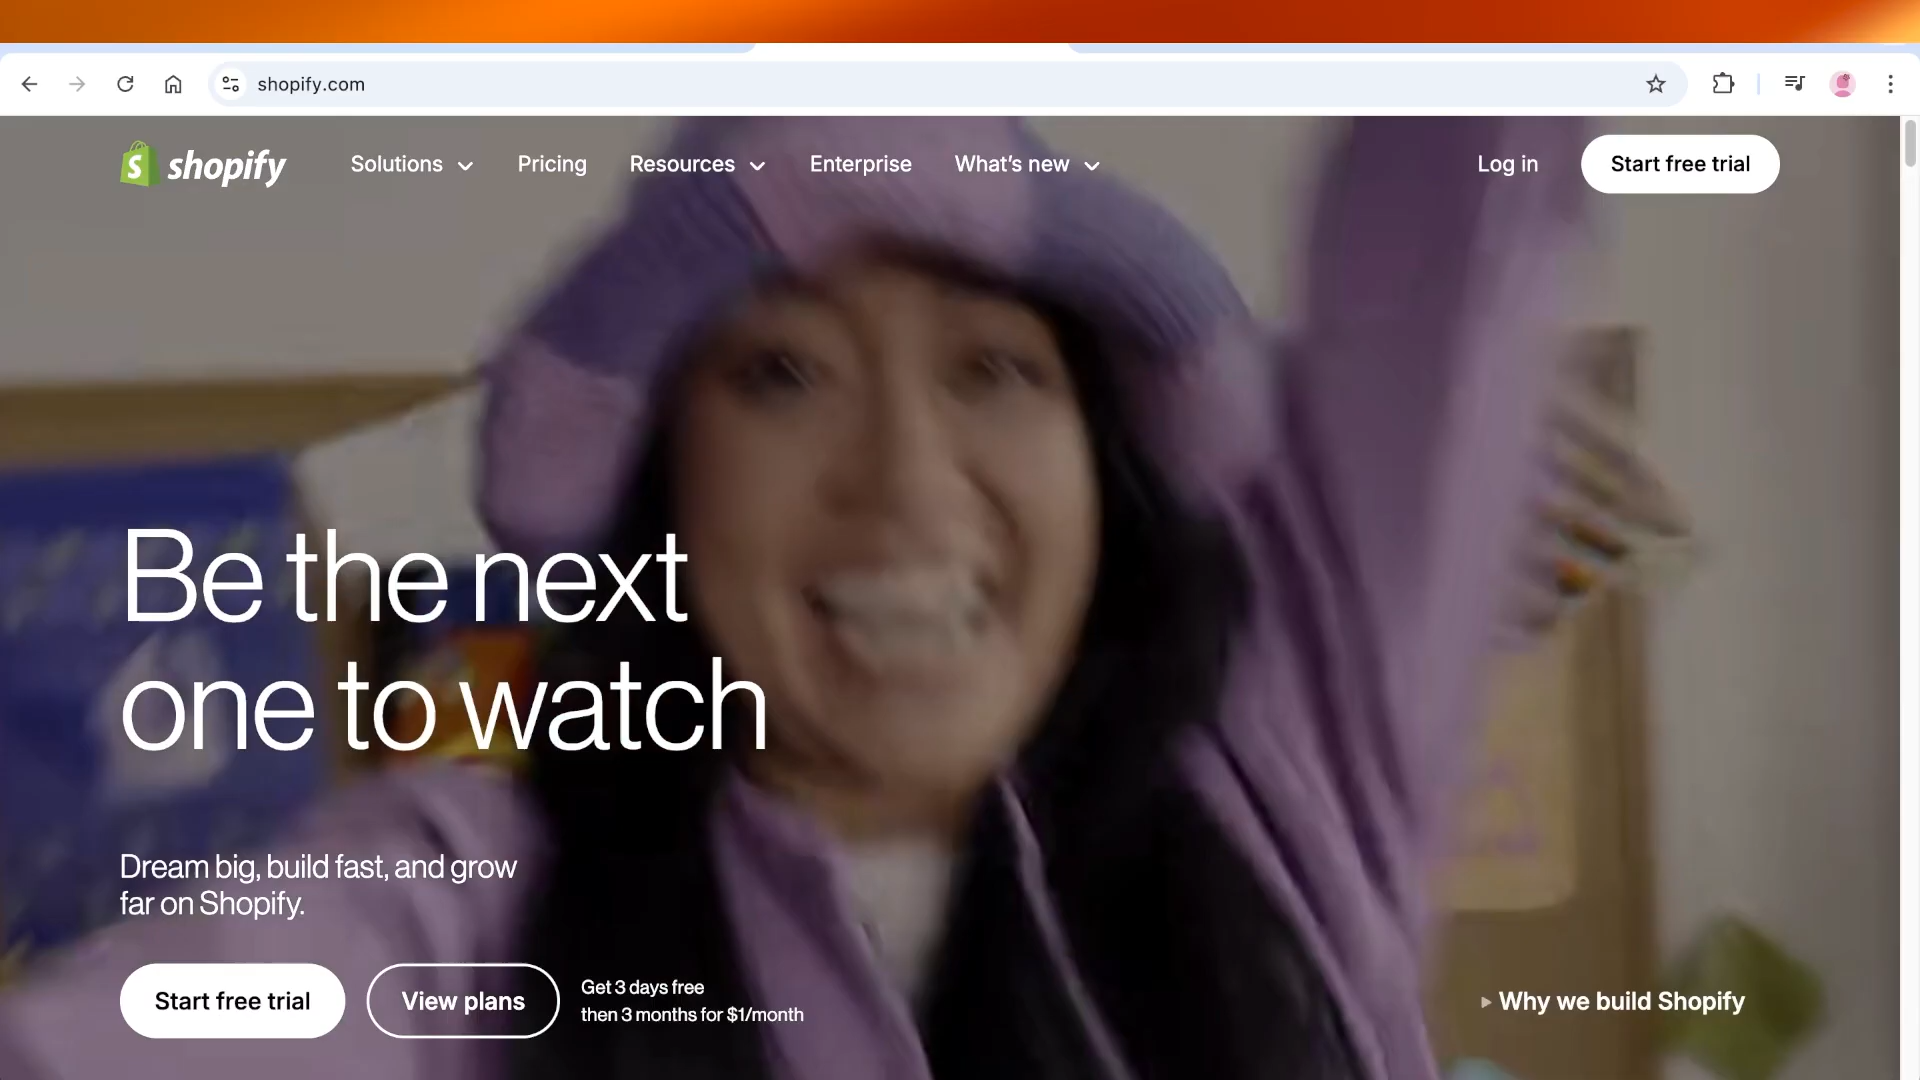 shopify.com
shopify
Solutions
Pricing
Resources
Enterprise
What's new
Log in
Start free trial
Be the next
one to watch
Dream big, build fast, and grow
far on Shopify.
Start free trial
View plans
Get 3 days free
then 3 months for $1/month
Why we build Shopify